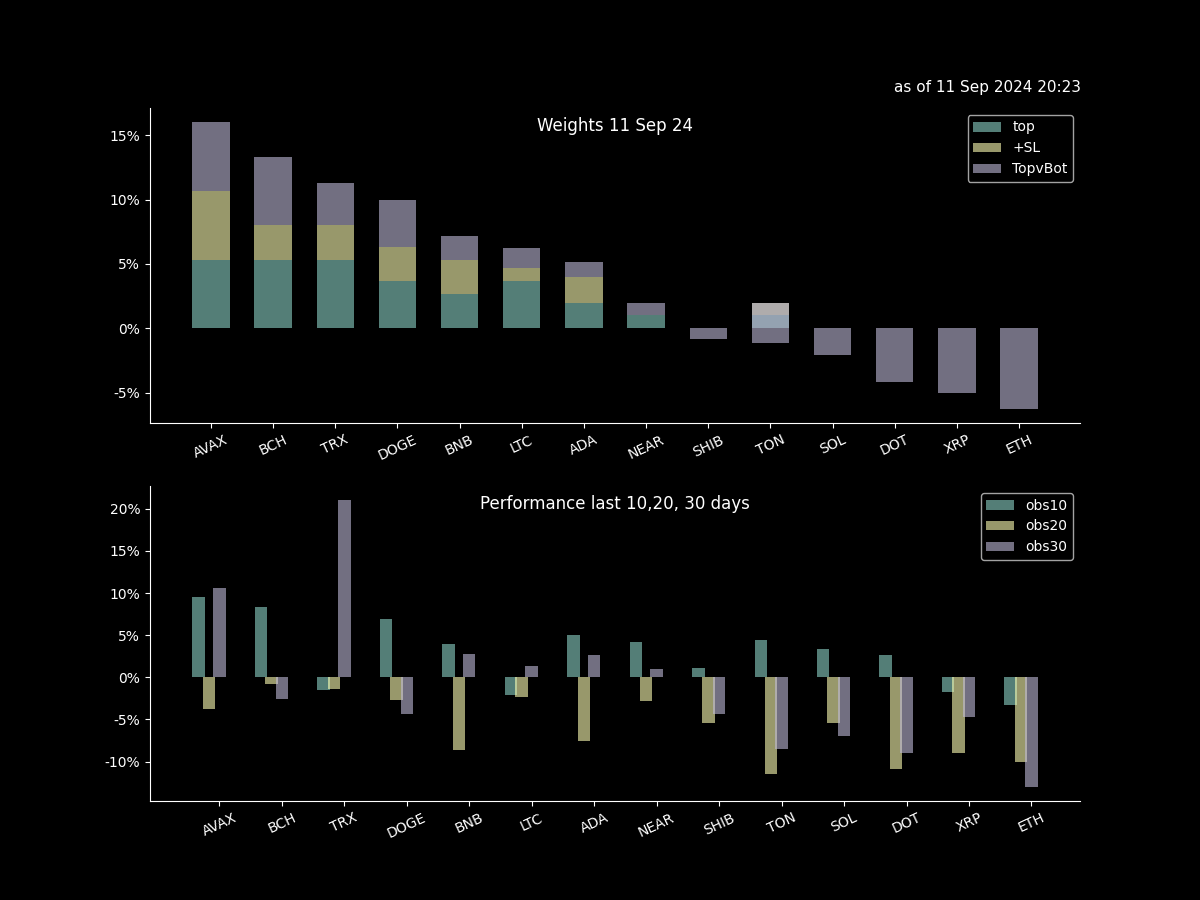 as of 11 Sep 2024 20:23
Weights 11 Sep 24
top
+SL
TopvBot
15%
10%
5%
0%
-5%
AVAX BCH TRX DOGE BNB LTC ADA NEAR SHIB TON SOL DOT XRP ETH
Performance last 10,20, 30 days
obs10
obs20
obs30
20%
15%
10%
5%
0%
-5%
-10%
AVAX BCH TRX DOGE BNB LTC ADA NEAR SHIB TON SOL DOT XRP ETH